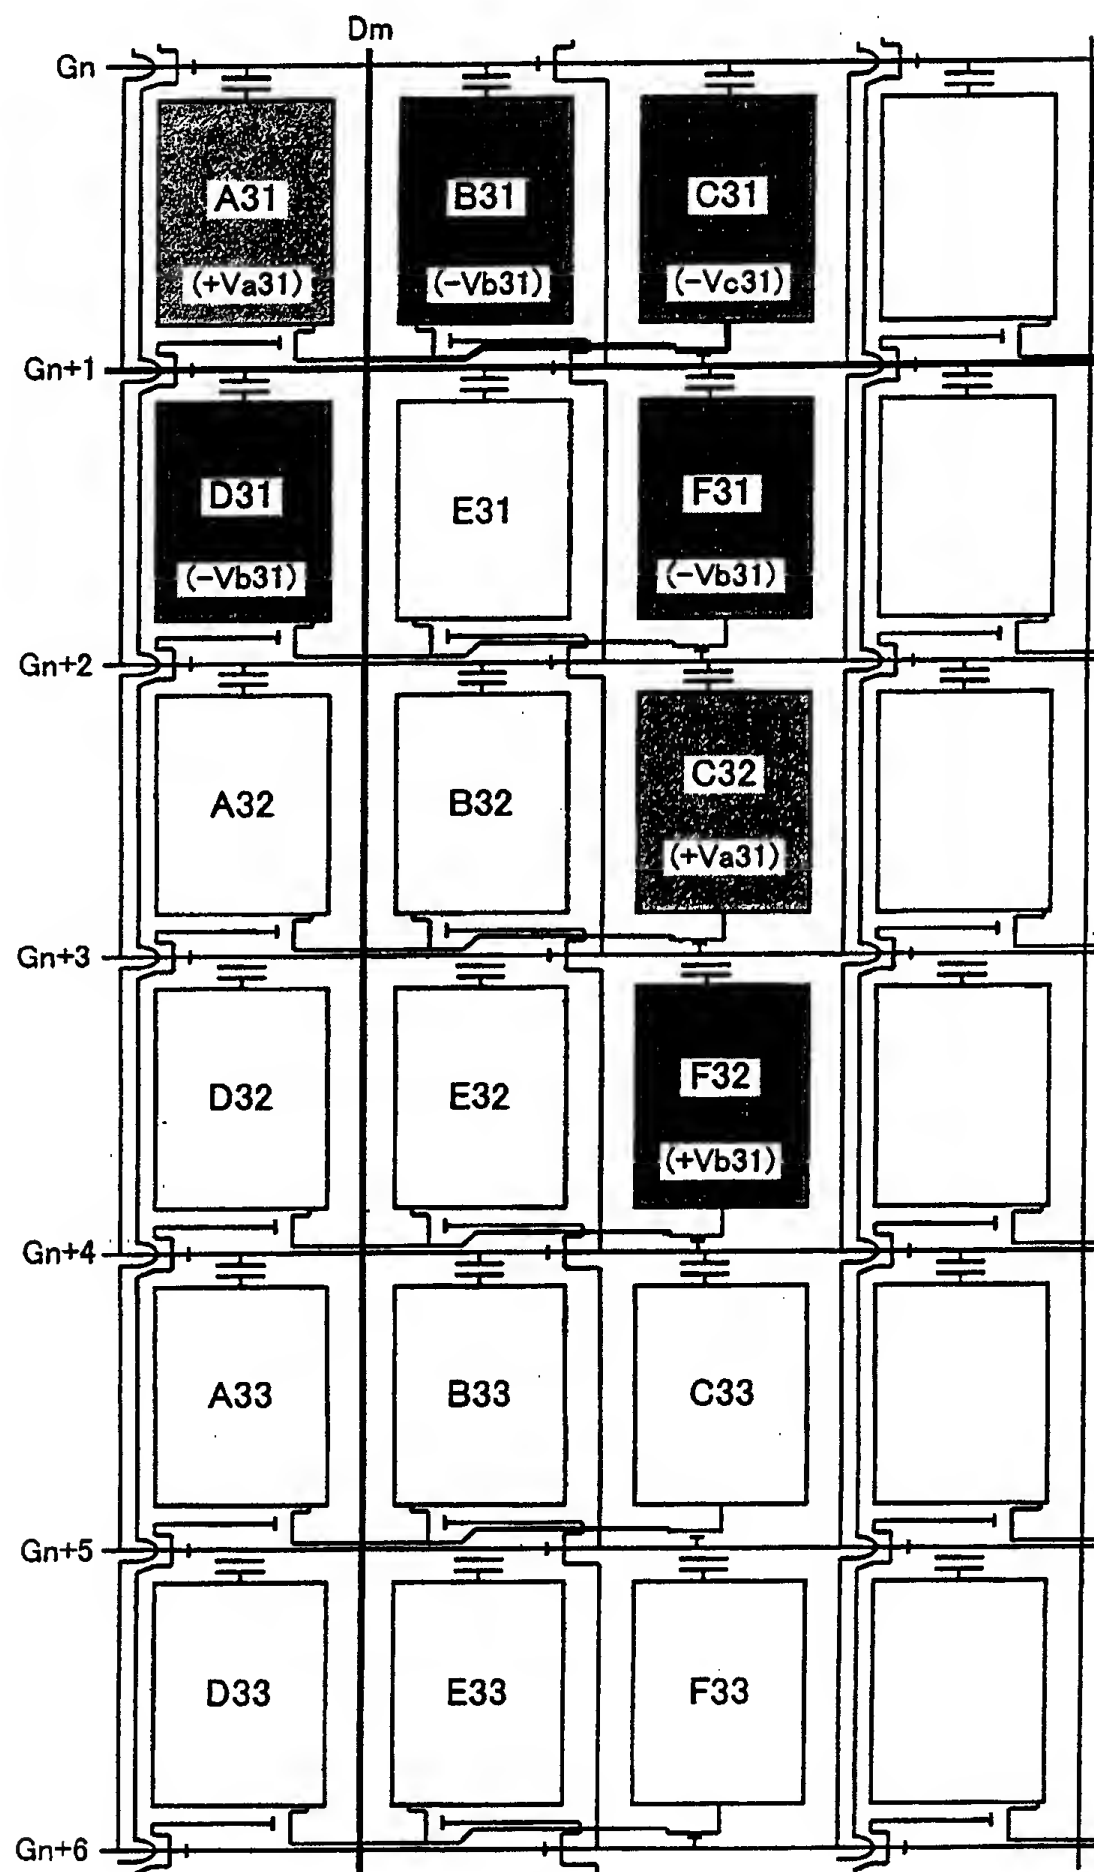 Dm
Gn
A31 B31 C31
(+Va31) (-Vb31) (-Vc31)
Gn+1
D31 E31 F31
(-Vb31) (-Vb31)
Gn+2
A32 B32 C32
(+Va31)
Gn+3
D32 E32 F32
(+Vb31)
Gn+4
A33 B33 C33
Gn+5
D33 E33 F33
Gn+6